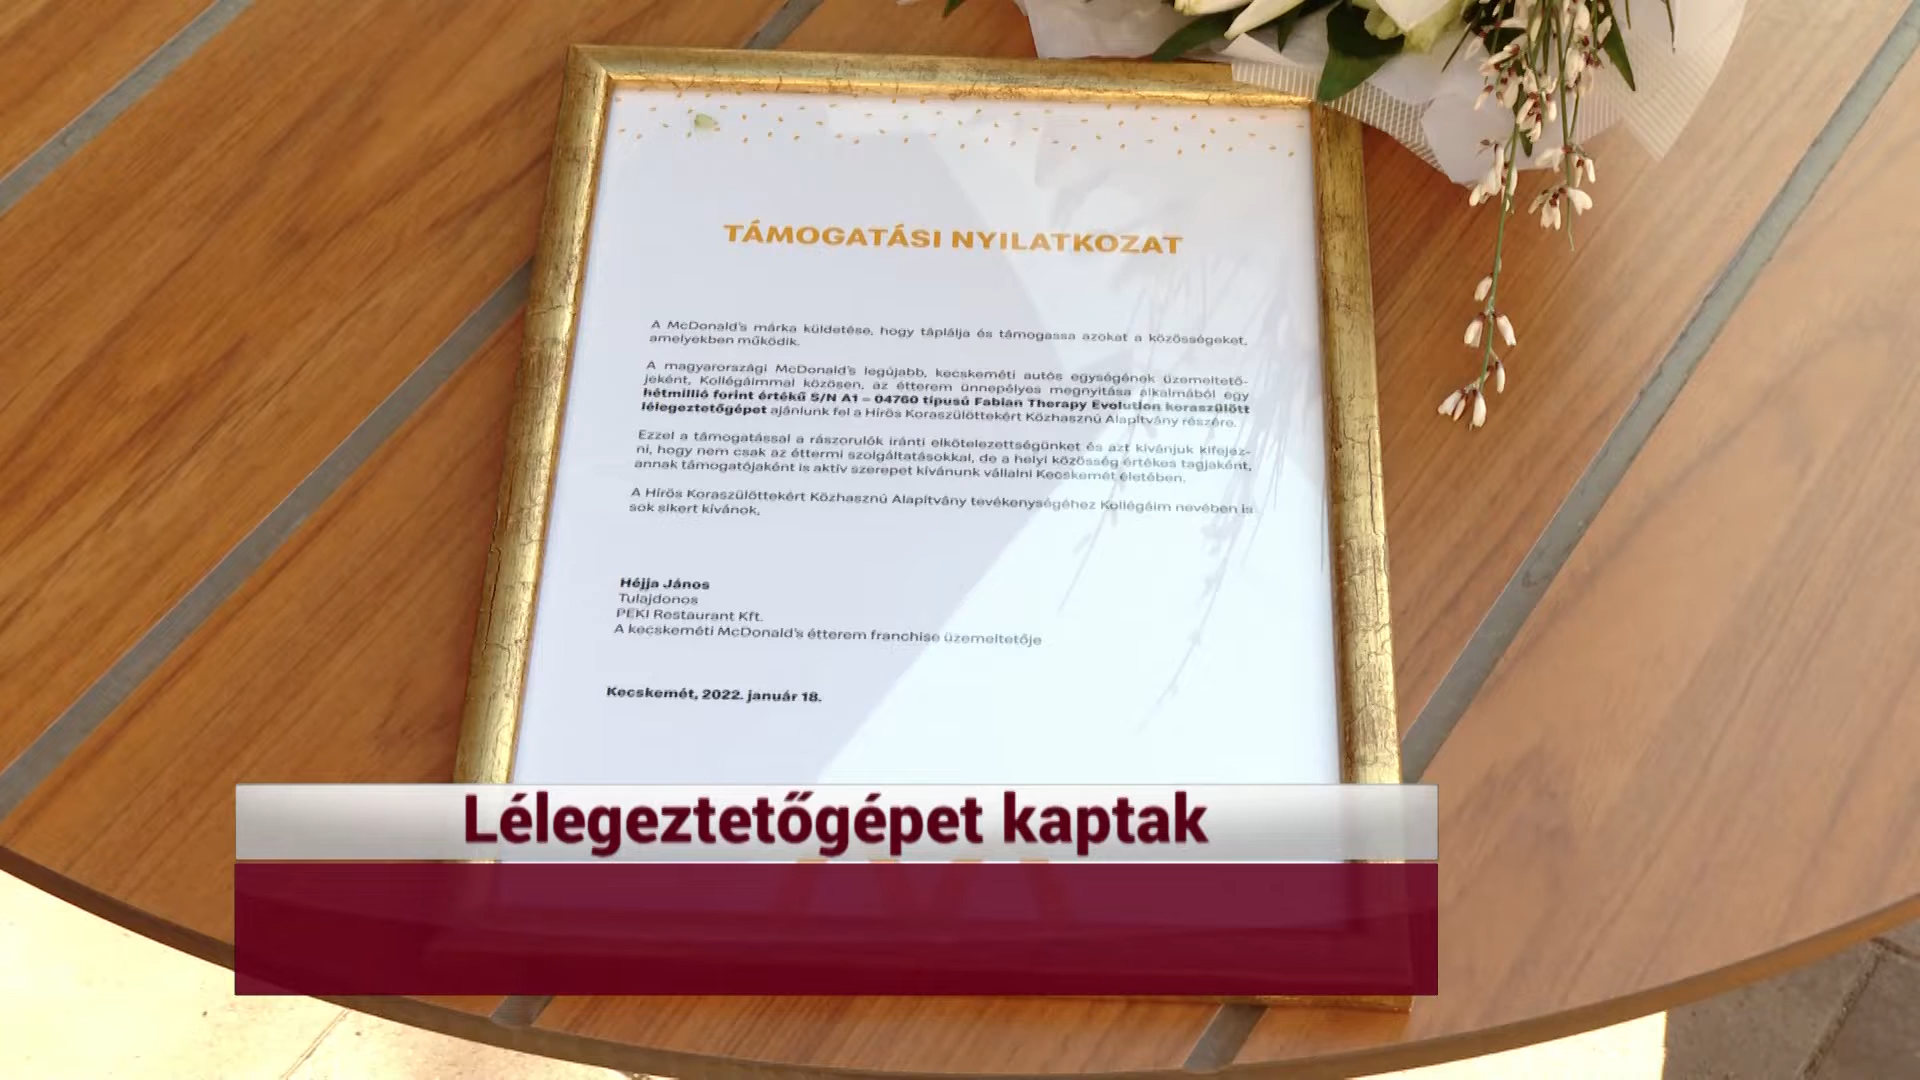 TÁMOGATÁSI NYILATKOZAT
A McDonald's márka küldetése, hogy táplálja és támogassa azokat a közösségeket,
amelyekben működik.
A magyarországi McDonald's legújabb, kecskeméti autós egységének üzemeltető-
jeként, Kollégáimmal közösen, az étterem ünnepélyes megnyitása alkalmából egy
hétmillió forint értékű S/N A1 – 04760 típusú Fabian Therapy Evolution koraszülött
lélegeztetőgépet ajánlunk fel a Hírös Koraszülöttekért Közhasznú Alapítvány részére.
Ezzel a támogatással a rászorulók iránti elkötelezettségünket és azt kívánjuk kifejez-
ni, hogy nem csak az éttermi szolgáltatásokkal, de a helyi közösség értékes tagjaként,
annak támogatójaként is aktív szerepet kívánunk vállalni Kecskemét életében.
A Hírös Koraszülöttekért Közhasznú Alapítvány tevékenységéhez Kollégáim nevében is
sok sikert kívánok,
Héjja János
Tulajdonos
PEKI Restaurant Kft.
A kecskeméti McDonald's étterem franchise üzemeltetője
Kecskemét, 2022. január 18.
Lélegeztetőgépet kaptak